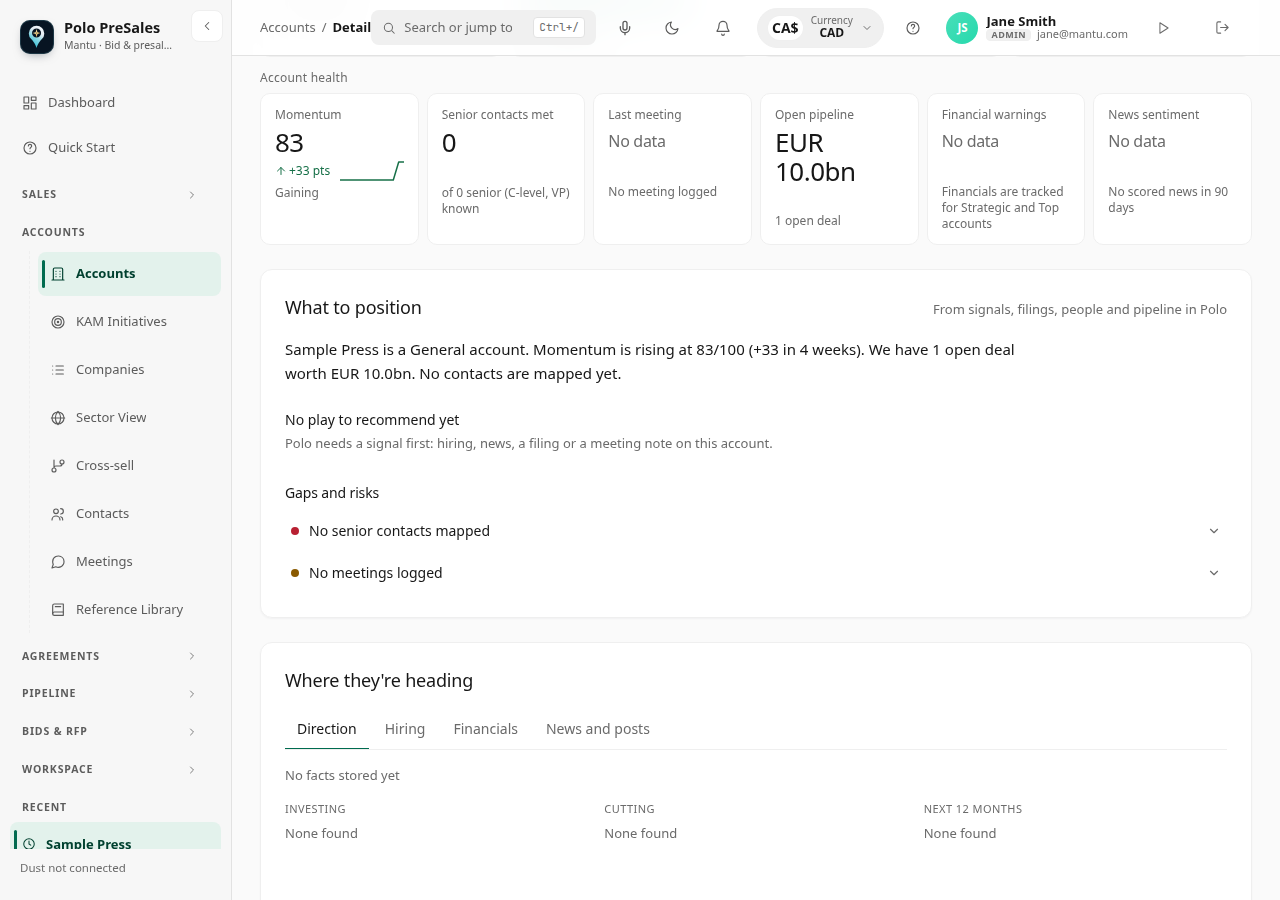 Polo PreSales
Mantu · Bid & presal...
Dashboard
Quick Start
SALES
ACCOUNTS
Accounts
KAM Initiatives
Companies
Sector View
Cross-sell
Contacts
Meetings
Reference Library
AGREEMENTS
PIPELINE
BIDS & RFP
WORKSPACE
RECENT
Sample Press
Dust not connected
Accounts / Detail
Search or jump to Ctrl+/
CA$ Currency CAD
JS Jane Smith
ADMIN jane@mantu.com
Account health
Momentum
83
+33 pts
Gaining
Senior contacts met
0
of 0 senior (C-level, VP)
known
Last meeting
No data
No meeting logged
Open pipeline
EUR
10.0bn
1 open deal
Financial warnings
No data
Financials are tracked
for Strategic and Top
accounts
News sentiment
No data
No scored news in 90
days
What to position
From signals, filings, people and pipeline in Polo
Sample Press is a General account. Momentum is rising at 83/100 (+33 in 4 weeks). We have 1 open deal
worth EUR 10.0bn. No contacts are mapped yet.
No play to recommend yet
Polo needs a signal first: hiring, news, a filing or a meeting note on this account.
Gaps and risks
No senior contacts mapped
No meetings logged
Where they're heading
Direction Hiring Financials News and posts
No facts stored yet
INVESTING CUTTING NEXT 12 MONTHS
None found None found None found